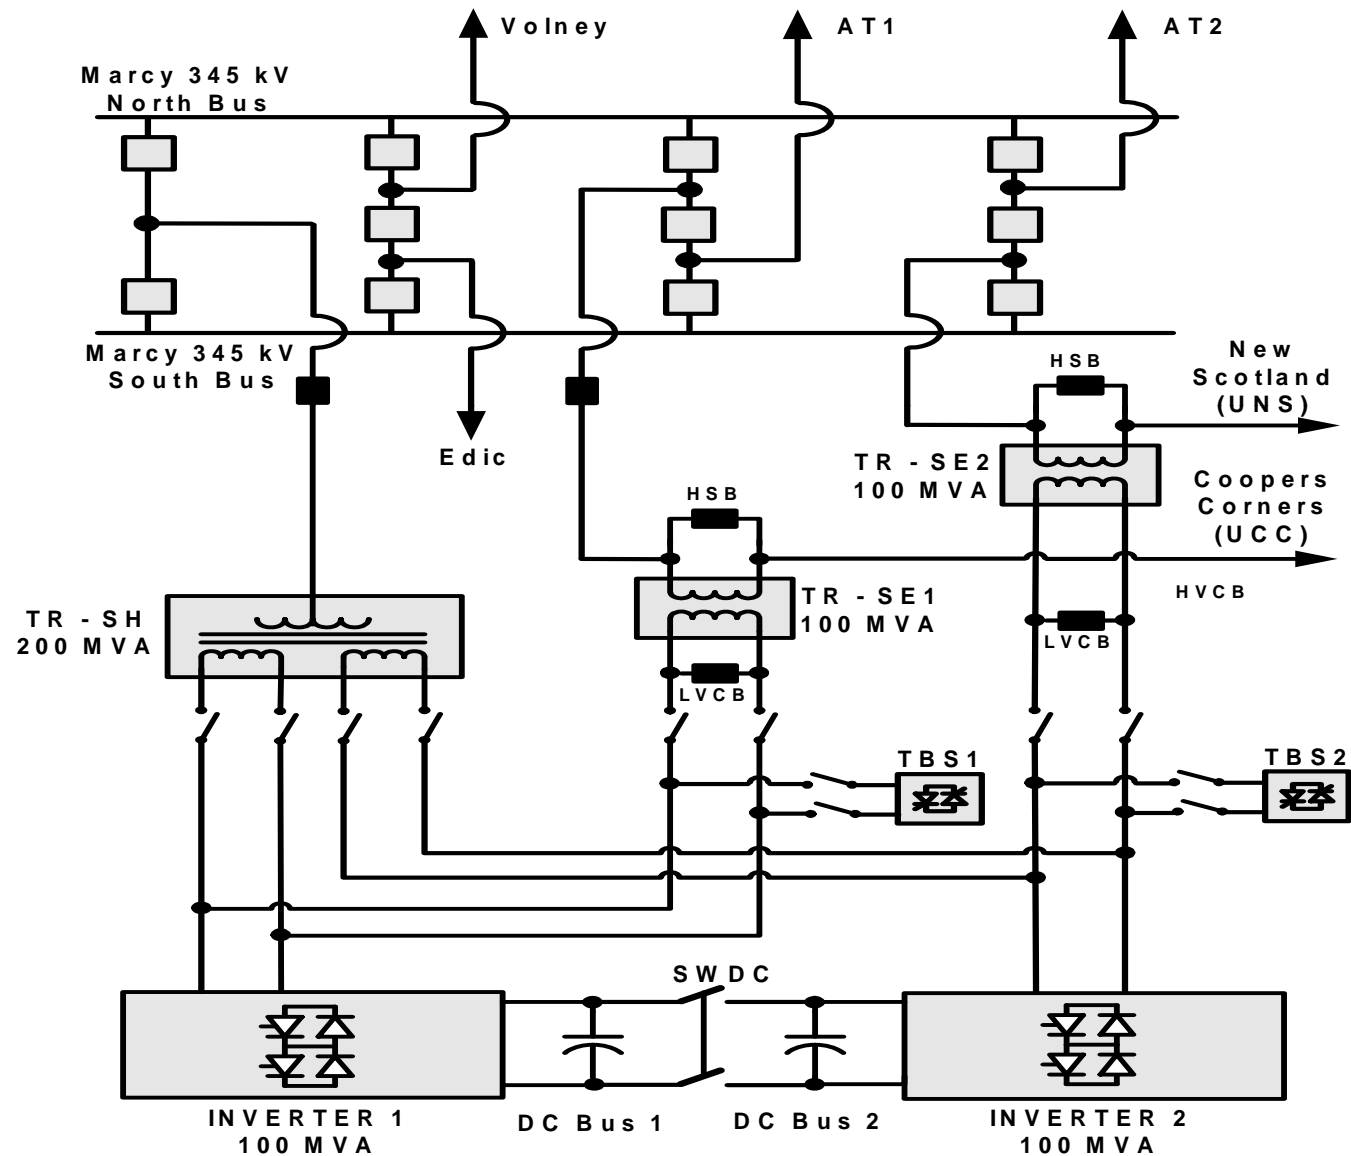 Volney
AT1
AT2
Marcy 345 kV
North Bus
Marcy 345 kV
South Bus
Edic
HSB
New
Scotland
(UNS)
TR - SE2
100 MVA
HSB
Coopers
Corners
(UCC)
HVCB
TR - SH
200 MVA
TR - SE1
100 MVA
LVCB
LVCB
TBS1
TBS2
SWDC
INVERTER 1
100 MVA
DC Bus 1
DC Bus 2
INVERTER 2
100 MVA